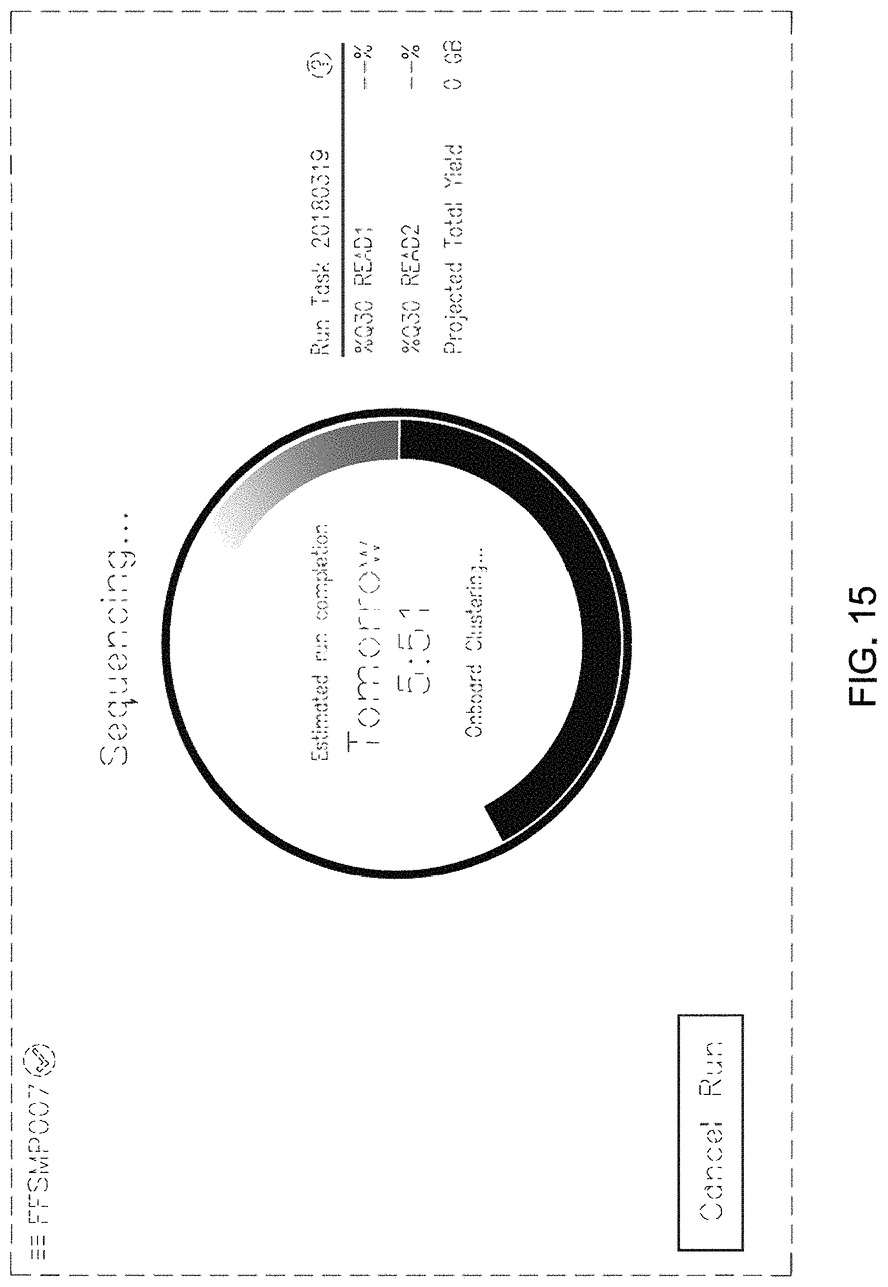 FFSMP007
Sequencing...
Estimated run completion
Tomorrow
5:51
Onboard Clustering...
Run Task 20180319 (?)
%Q30 READ1 --%
%Q30 READ2 --%
Projected Total Yield 0 GB
Cancel Run
FIG. 15